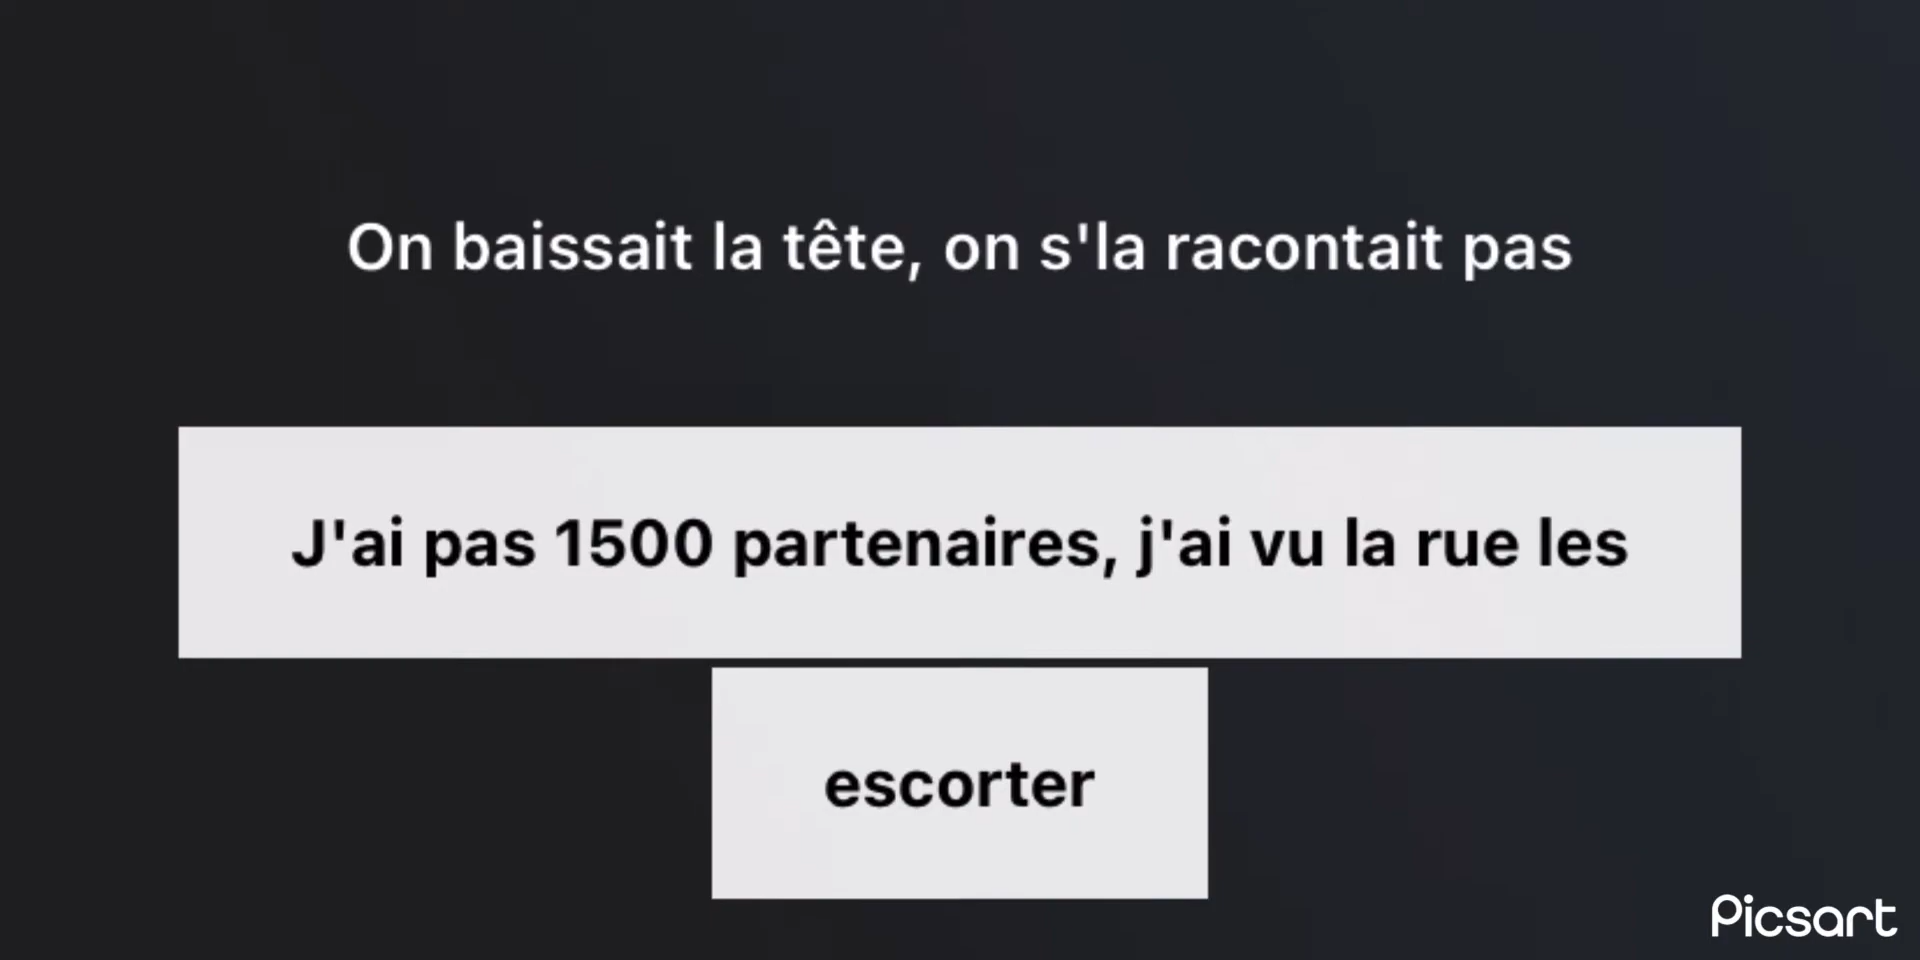 On baissait la tête, on s'la racontait pas
J'ai pas 1500 partenaires, j'ai vu la rue les
escorter
Picsart